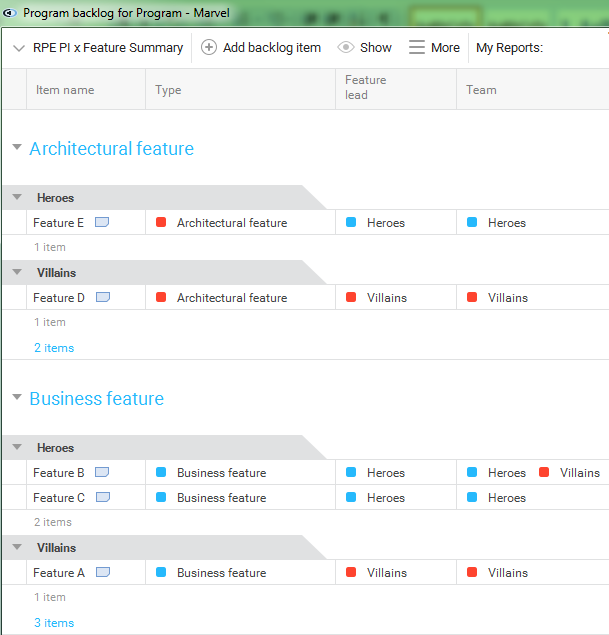 Program backlog for Program - Marvel
RPE PI x Feature Summary Add backlog item Show More My Reports:
Item name Type Feature lead Team
Architectural feature
Heroes
Feature E Architectural feature Heroes Heroes
1 item
Villains
Feature D Architectural feature Villains Villains
1 item
2 items
Business feature
Heroes
Feature B Business feature Heroes Heroes Villains
Feature C Business feature Heroes Heroes
2 items
Villains
Feature A Business feature Villains Villains
1 item
3 items